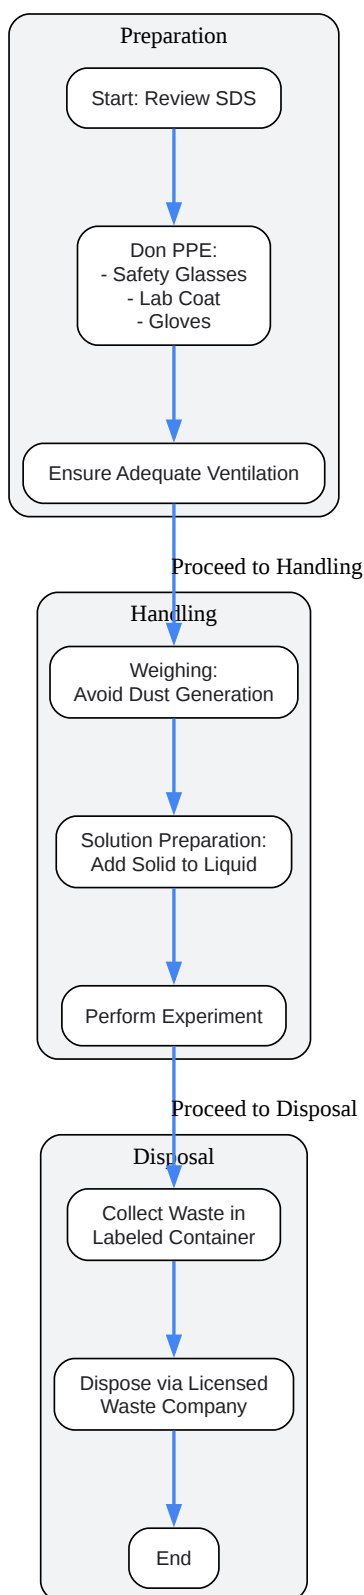 Preparation
Start: Review SDS
Don PPE:
- Safety Glasses
- Lab Coat
- Gloves
Ensure Adequate Ventilation
Proceed to Handling
Handling
Weighing:
Avoid Dust Generation
Solution Preparation:
Add Solid to Liquid
Perform Experiment
Proceed to Disposal
Disposal
Collect Waste in
Labeled Container
Dispose via Licensed
Waste Company
End